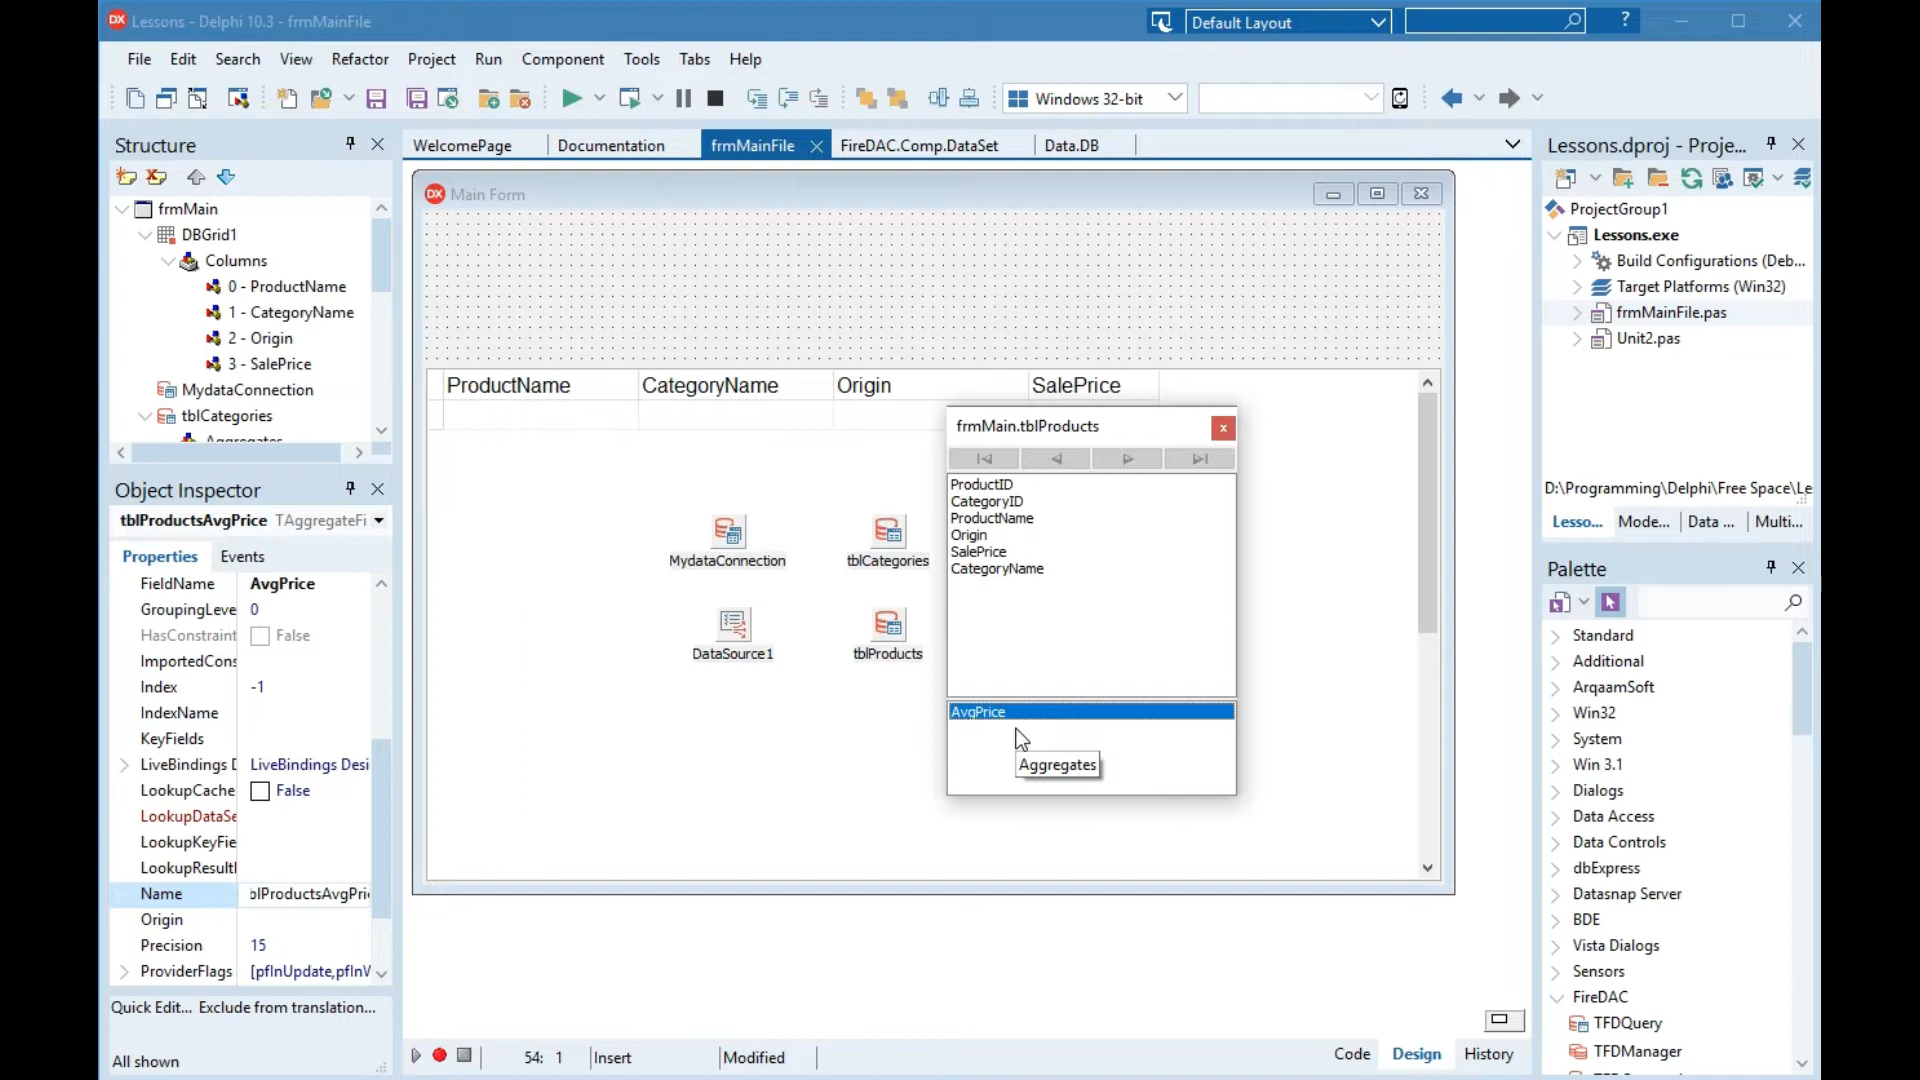 Lessons - Delphi 10.3 - frmMainFile
Default Layout
?
File Edit Search View Refactor Project Run Component Tools Tabs Help
Windows 32-bit
Structure
frmMain
DBGrid1
Columns
0 - ProductName
1 - CategoryName
2 - Origin
3 - SalePrice
MydataConnection
tblCategories
Aggregates
Object Inspector
tblProductsAvgPrice TAggregateFi
Properties Events
FieldName AvgPrice
GroupingLeve 0
HasConstraint False
ImportedCons
Index -1
IndexName
KeyFields
LiveBindings D LiveBindings Desi
LookupCache False
LookupDataSe
LookupKeyFie
LookupResultl
Name blProductsAvgPri
Origin
Precision 15
ProviderFlags [pfInUpdate,pfInV
Quick Edit... Exclude from translation...
All shown
WelcomePage Documentation frmMainFile FireDAC.Comp.DataSet Data.DB
DX Main Form
ProductName CategoryName Origin SalePrice
MydataConnection
tblCategories
DataSource1
tblProducts
frmMain.tblProducts
x
ProductID
CategoryID
ProductName
Origin
SalePrice
CategoryName
AvgPrice
Aggregates
54: 1 Insert Modified
Code Design History
Lessons.dproj - Proje...
ProjectGroup1
Lessons.exe
Build Configurations (Deb...
Target Platforms (Win32)
frmMainFile.pas
Unit2.pas
D:\Programming\Delphi\Free Space\Le
Lesso... Mode... Data ... Multi...
Palette
Standard
Additional
ArqaamSoft
Win32
System
Win 3.1
Dialogs
Data Access
Data Controls
dbExpress
Datasnap Server
BDE
Vista Dialogs
Sensors
FireDAC
TFDQuery
TFDManager